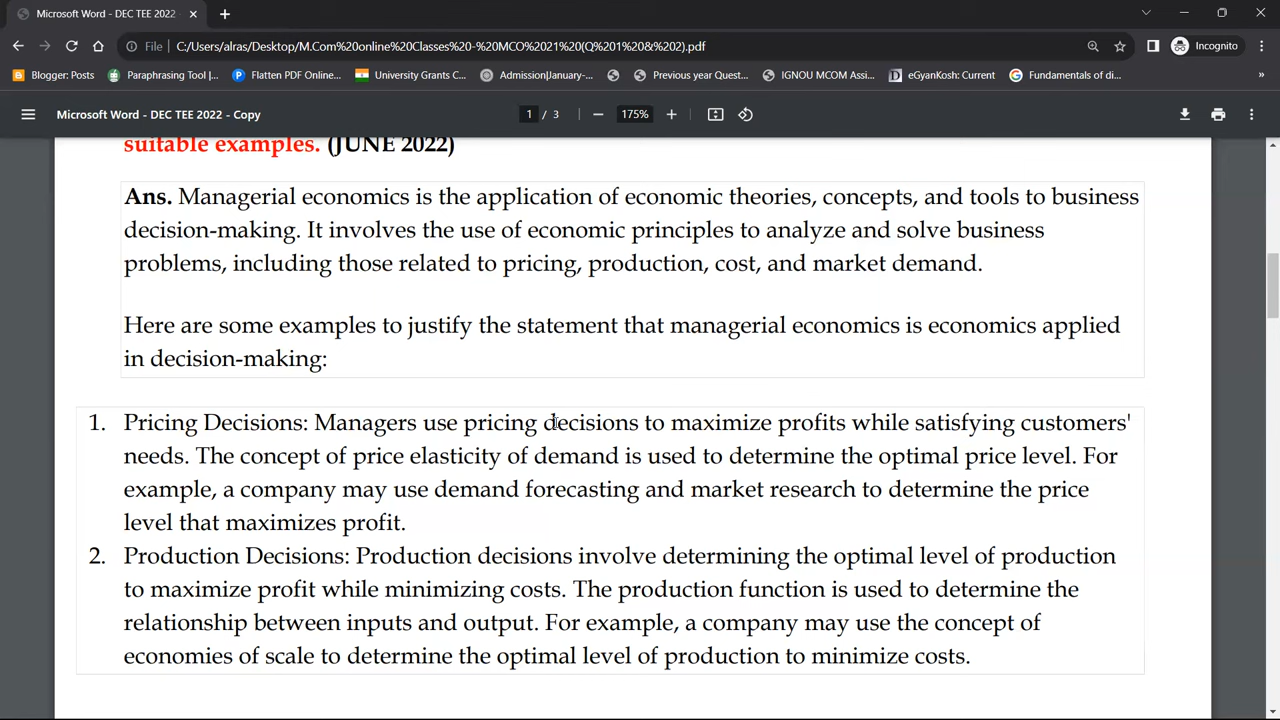 Microsoft Word - DEC TEE 2022
File C:/Users/alras/Desktop/M.Com%20online%20Classes%20-%20MCO%2021%20(Q%201%20&%202).pdf Incognito
Blogger: Posts Paraphrasing Tool |... Flatten PDF Online... University Grants C... Admission|January-... Previous year Quest... IGNOU MCOM Assi... eGyanKosh: Current Fundamentals of di... »
Microsoft Word - DEC TEE 2022 - Copy 1 / 3 175%
suitable examples. (JUNE 2022)
Ans. Managerial economics is the application of economic theories, concepts, and tools to business
decision-making. It involves the use of economic principles to analyze and solve business
problems, including those related to pricing, production, cost, and market demand.
Here are some examples to justify the statement that managerial economics is economics applied
in decision-making:
1. Pricing Decisions: Managers use pricing decisions to maximize profits while satisfying customers'
needs. The concept of price elasticity of demand is used to determine the optimal price level. For
example, a company may use demand forecasting and market research to determine the price
level that maximizes profit.
2. Production Decisions: Production decisions involve determining the optimal level of production
to maximize profit while minimizing costs. The production function is used to determine the
relationship between inputs and output. For example, a company may use the concept of
economies of scale to determine the optimal level of production to minimize costs.